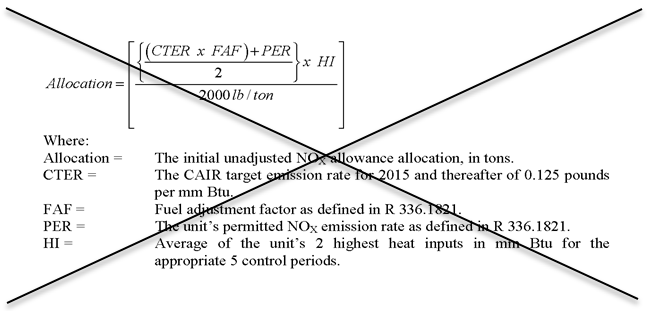 Allocation = [ { ( (CTER x FAF) + PER ) / 2 } x HI / 2000 lb / ton ]
Where:
Allocation = The initial unadjusted NOX allowance allocation, in tons.
CTER = The CAIR target emission rate for 2015 and thereafter of 0.125 pounds
per mm Btu.
FAF = Fuel adjustment factor as defined in R 336.1821.
PER = The unit's permitted NOX emission rate as defined in R 336.1821.
HI = Average of the unit's 2 highest heat inputs in mm Btu for the
appropriate 5 control periods.